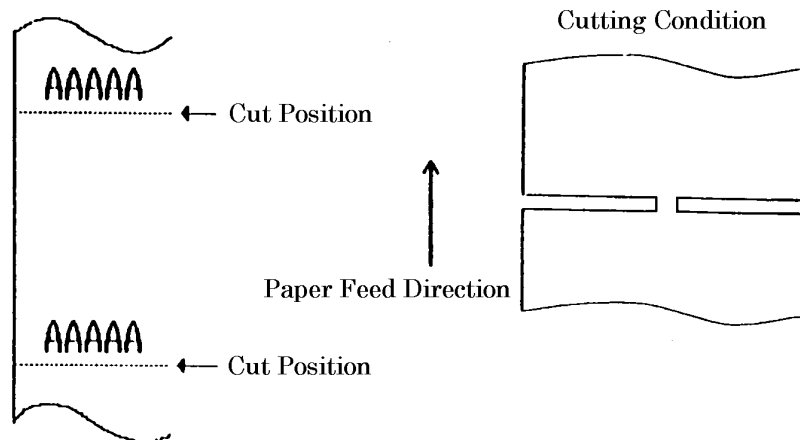 Cutting Condition
AAAAA
Cut Position
Paper Feed Direction
AAAAA
Cut Position